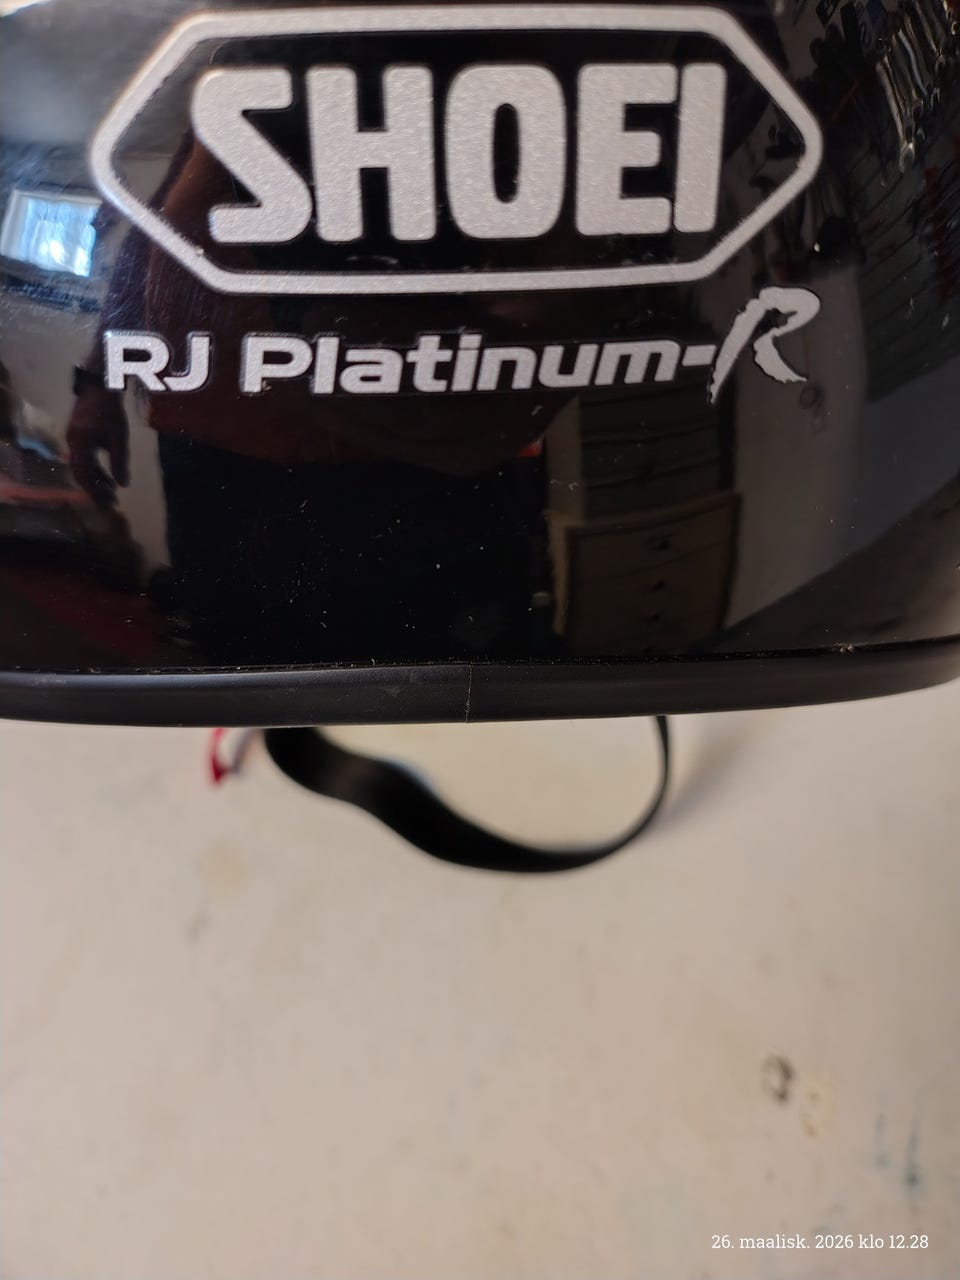 SHOEI
RJ Platinum-R
26. maalisk. 2026 klo 12.28